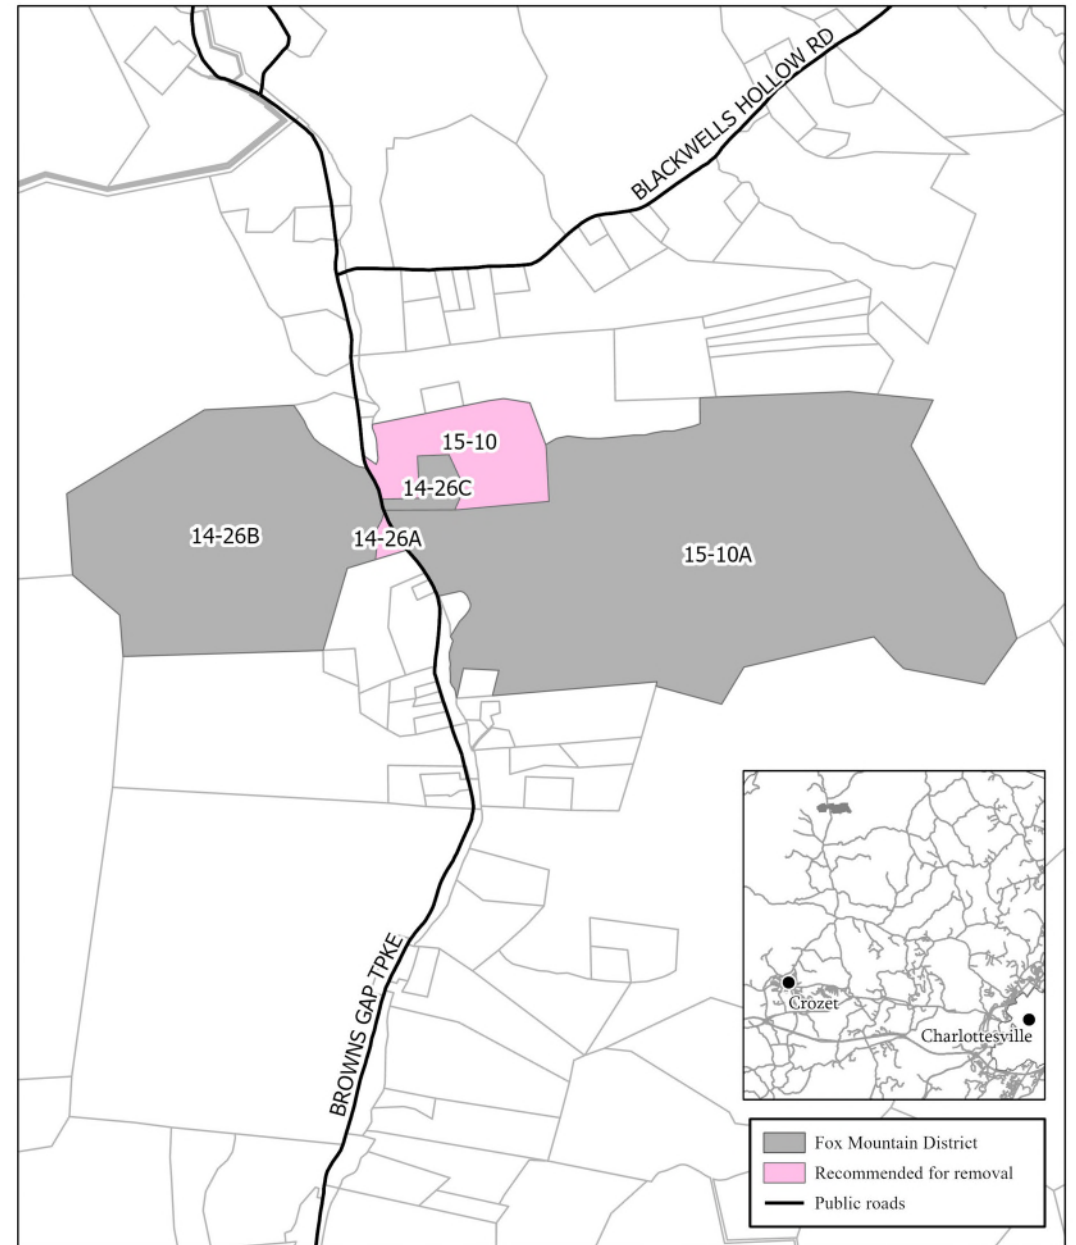 BLACKWELLS HOLLOW RD
15-10
14-26C
14-26B
14-26A
15-10A
BROWNS GAP TPKE
Crozet
Charlottesville
Fox Mountain District
Recommended for removal
Public roads